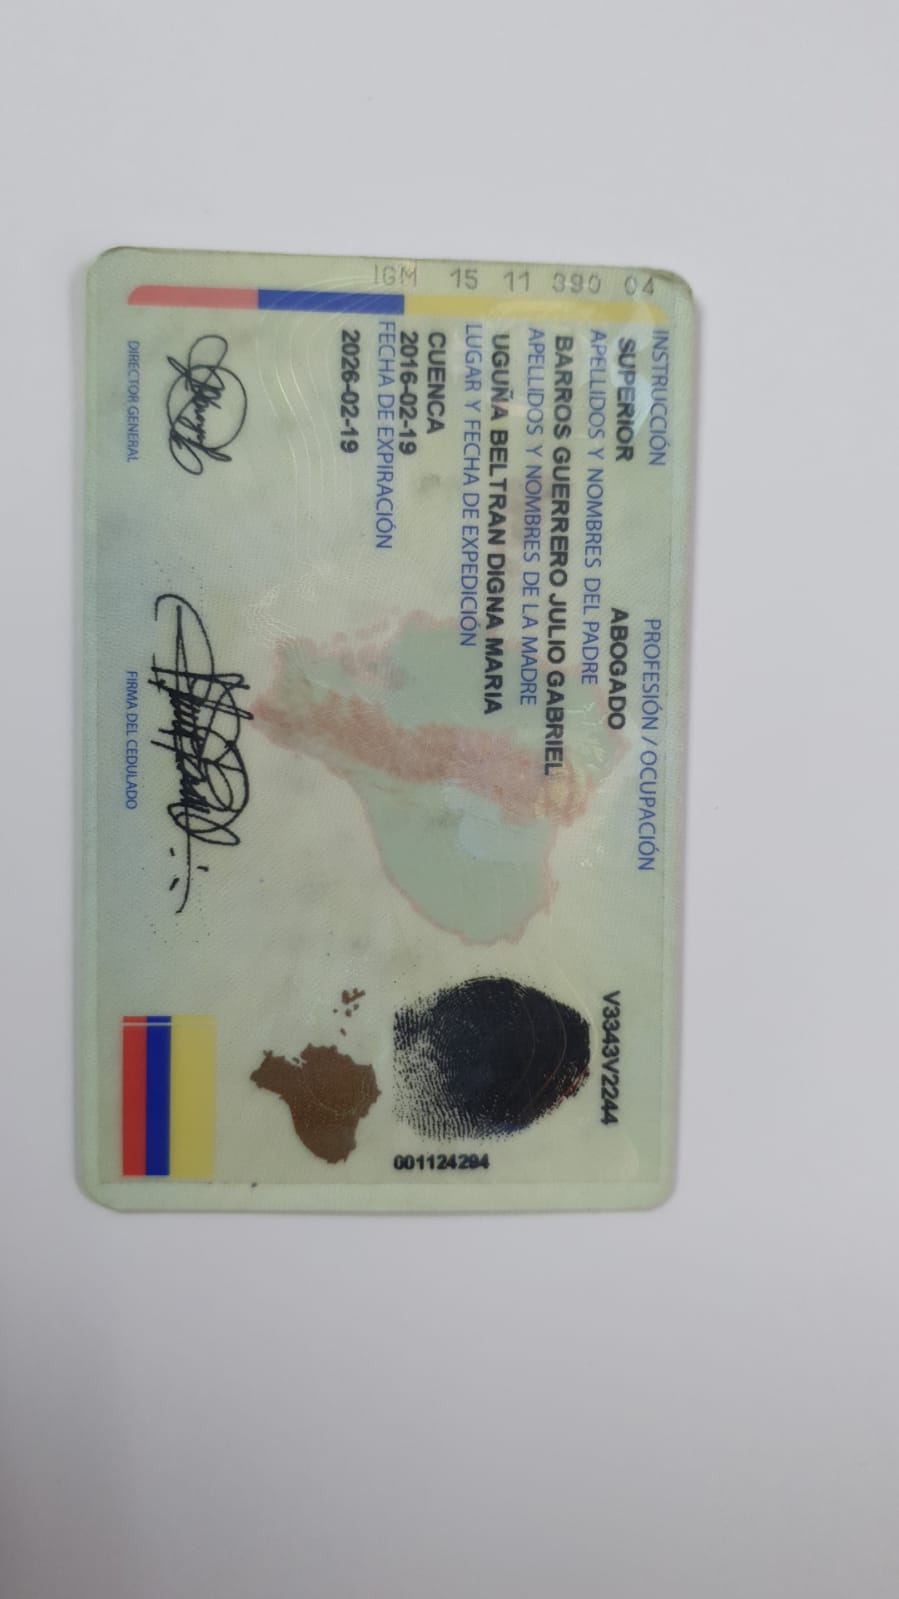 IGM 15 11 390 04
INSTRUCCIÓN PROFESIÓN / OCUPACIÓN
SUPERIOR ABOGADO V3343V2244
APELLIDOS Y NOMBRES DEL PADRE
BARROS GUERRERO JULIO GABRIEL
APELLIDOS Y NOMBRES DE LA MADRE
UGUÑA BELTRAN DIGNA MARIA
LUGAR Y FECHA DE EXPEDICIÓN
CUENCA
2016-02-19
FECHA DE EXPIRACIÓN
2026-02-19
001124294
DIRECTOR GENERAL FIRMA DEL CEDULADO